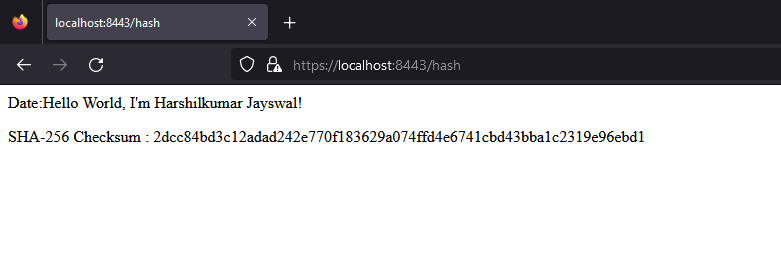 localhost:8443/hash
https://localhost:8443/hash
Date:Hello World, I'm Harshilkumar Jayswal!
SHA-256 Checksum : 2dcc84bd3c12adad242e770f183629a074ffd4e6741cbd43bba1c2319e96ebd1